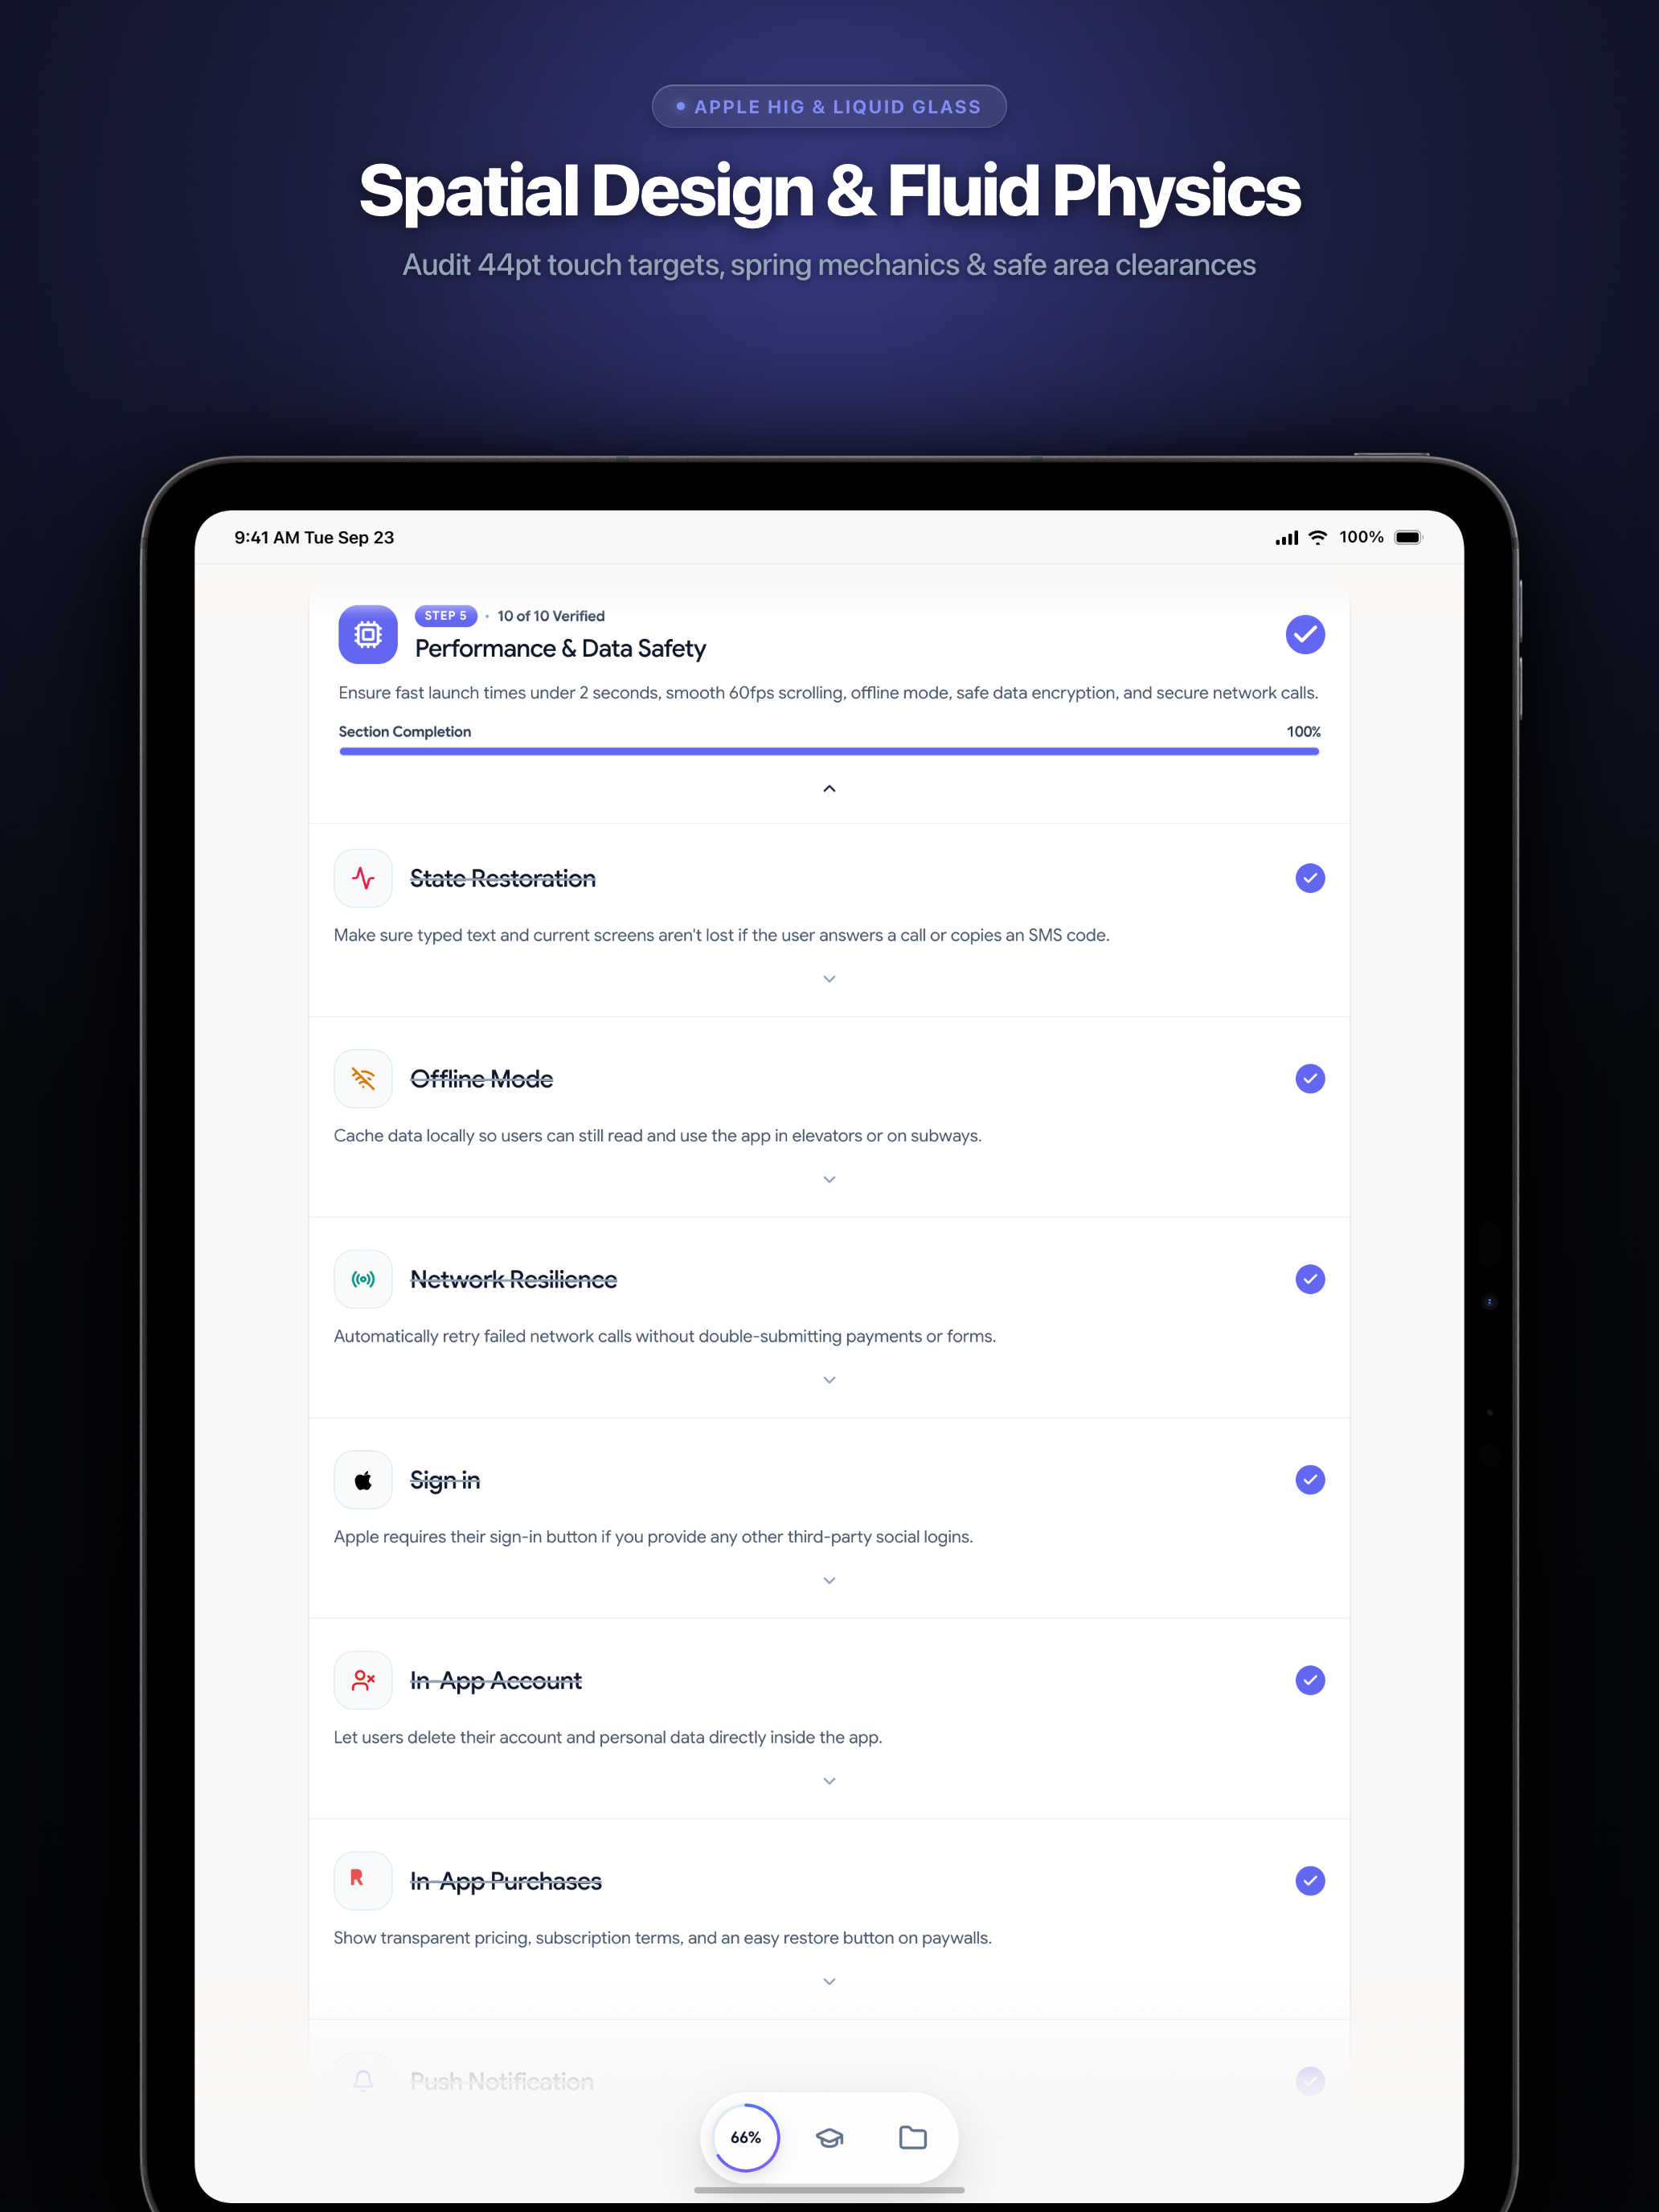 APPLE HIG & LIQUID GLASS
Spatial Design & Fluid Physics
Audit 44pt touch targets, spring mechanics & safe area clearances
9:41 AM Tue Sep 23
100%
STEP 5 • 10 of 10 Verified
Performance & Data Safety
Ensure fast launch times under 2 seconds, smooth 60fps scrolling, offline mode, safe data encryption, and secure network calls.
Section Completion 100%
State Restoration
Make sure typed text and current screens aren't lost if the user answers a call or copies an SMS code.
Offline Mode
Cache data locally so users can still read and use the app in elevators or on subways.
Network Resilience
Automatically retry failed network calls without double-submitting payments or forms.
Sign in
Apple requires their sign-in button if you provide any other third-party social logins.
In-App Account
Let users delete their account and personal data directly inside the app.
R
In-App Purchases
Show transparent pricing, subscription terms, and an easy restore button on paywalls.
Push Notification
66%